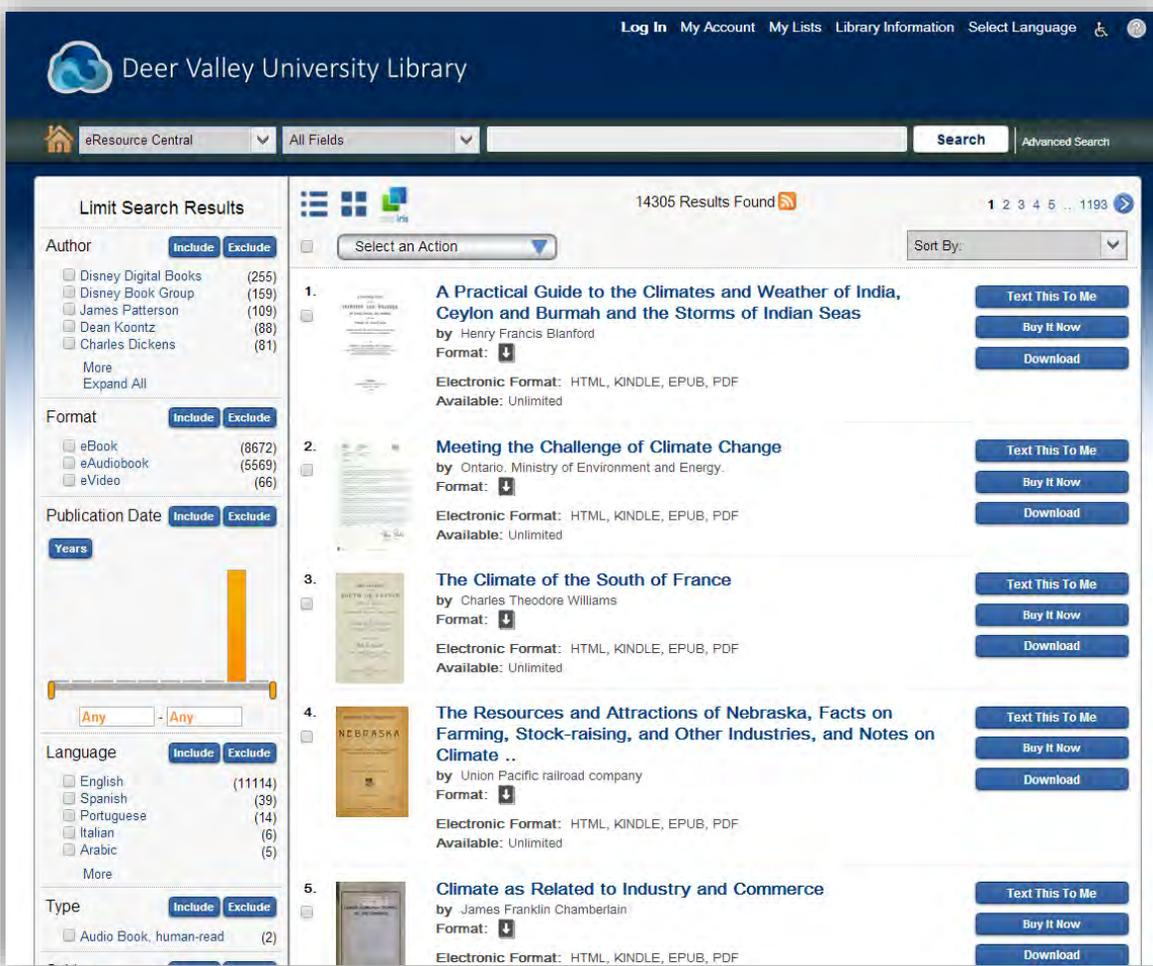 Log In My Account My Lists Library Information Select Language
Deer Valley University Library
eResource Central All Fields Search Advanced Search
Limit Search Results
Author Include Exclude
Disney Digital Books (255)
Disney Book Group (159)
James Patterson (109)
Dean Koontz (88)
Charles Dickens (81)
More
Expand All
Format Include Exclude
eBook (8672)
eAudiobook (5569)
eVideo (66)
Publication Date Include Exclude
Years
Any - Any
Language Include Exclude
English (11114)
Spanish (39)
Portuguese (14)
Italian (6)
Arabic (5)
More
Type Include Exclude
Audio Book, human-read (2)
14305 Results Found
1 2 3 4 5 .. 1193
Select an Action
Sort By:
1.
A Practical Guide to the Climates and Weather of India,
Ceylon and Burmah and the Storms of Indian Seas
by Henry Francis Blanford
Format:
Electronic Format: HTML, KINDLE, EPUB, PDF
Available: Unlimited
Text This To Me
Buy It Now
Download
2.
Meeting the Challenge of Climate Change
by Ontario. Ministry of Environment and Energy.
Format:
Electronic Format: HTML, KINDLE, EPUB, PDF
Available: Unlimited
Text This To Me
Buy It Now
Download
3.
SOUTH OF FRANCE
The Climate of the South of France
by Charles Theodore Williams
Format:
Electronic Format: HTML, KINDLE, EPUB, PDF
Available: Unlimited
Text This To Me
Buy It Now
Download
4.
NEBRASKA
The Resources and Attractions of Nebraska, Facts on
Farming, Stock-raising, and Other Industries, and Notes on
Climate ..
by Union Pacific railroad company
Format:
Electronic Format: HTML, KINDLE, EPUB, PDF
Available: Unlimited
Text This To Me
Buy It Now
Download
5.
Climate as Related to Industry and Commerce
by James Franklin Chamberlain
Format:
Electronic Format: HTML, KINDLE, EPUB, PDF
Text This To Me
Buy It Now
Download